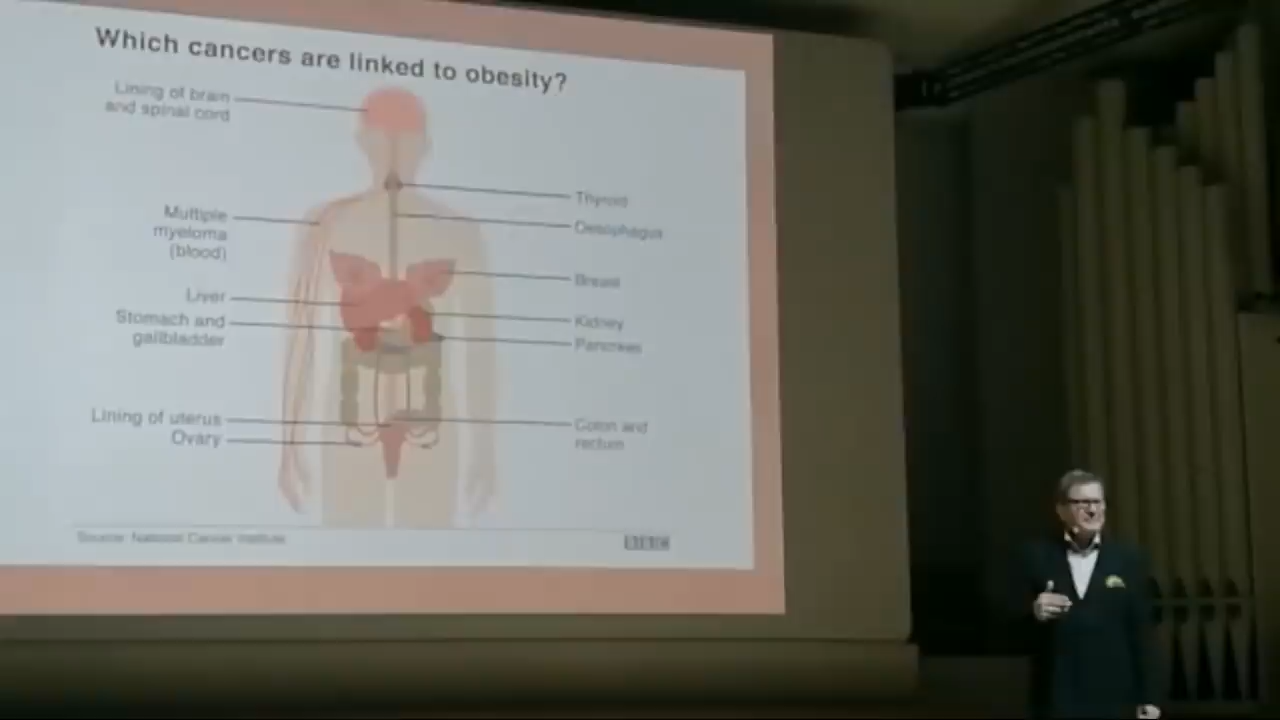 Which cancers are linked to obesity?
Lining of brain
and spinal cord
Thyroid
Multiple
myeloma
(blood)
Oesophagus
Breast
Liver
Stomach and
gallbladder
Kidney
Pancreas
Lining of uterus
Ovary
Colon and
rectum
Source: National Cancer Institute
BBC